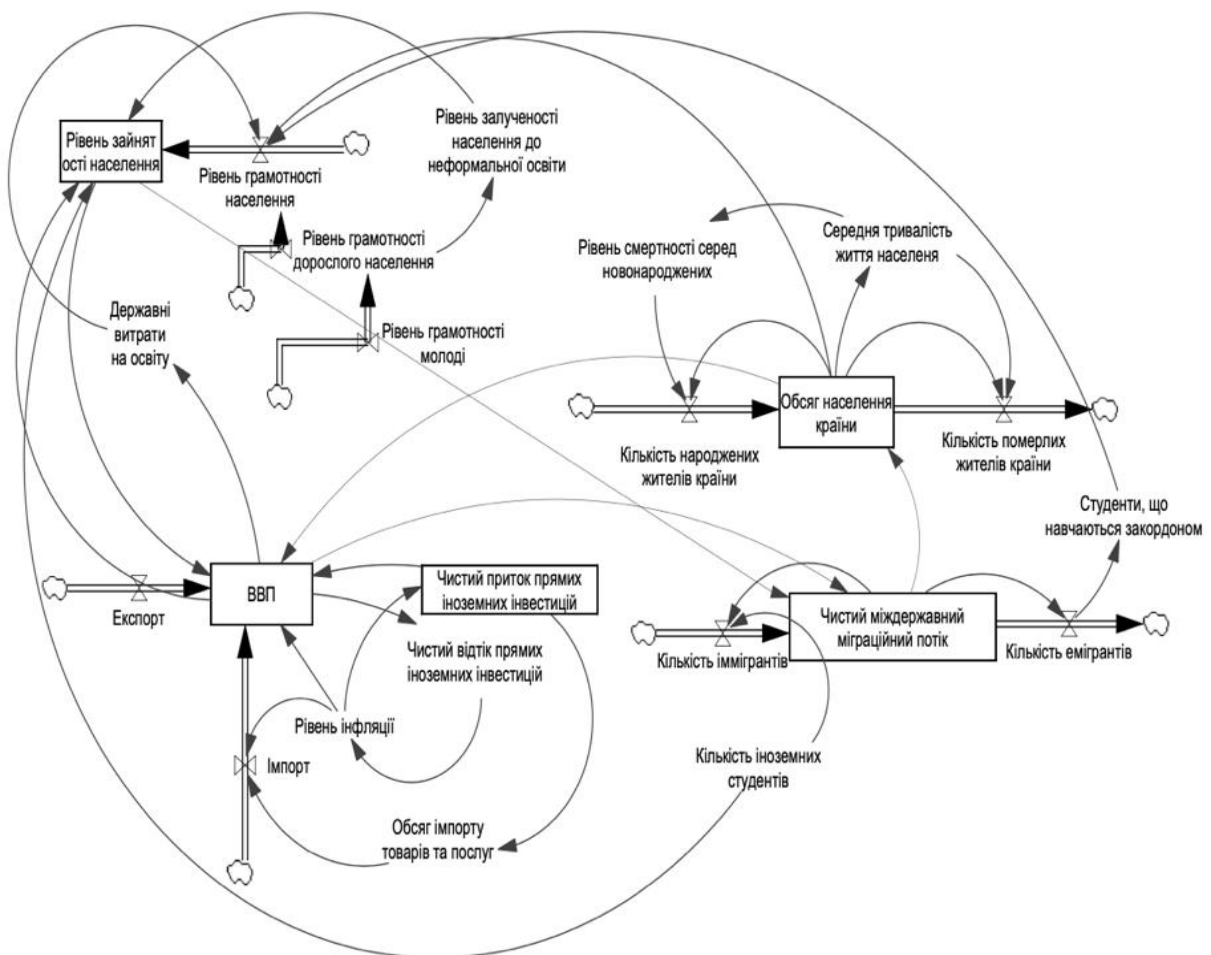 Рівень зайнят
ості населення
Рівень грамотності
населення
Рівень залученості
населення до
неформальної освіти
Рівень грамотності
дорослого населення
Рівень грамотності
молоді
Державні
витрати
на освіту
Рівень смертності серед
новонароджених
Середня тривалість
життя населеня
Обсяг населення
країни
Кількість народжених
жителів країни
Кількість померлих
жителів країни
Студенти, що
навчаються закордоном
ВВП
Експорт
Чистий приток прямих
іноземних інвестицій
Чистий відтік прямих
іноземних інвестицій
Рівень інфляції
Імпорт
Обсяг імпорту
товарів та послуг
Чистий міждержавний
міграційний потік
Кількість іммігрантів
Кількість емігрантів
Кількість іноземних
студентів